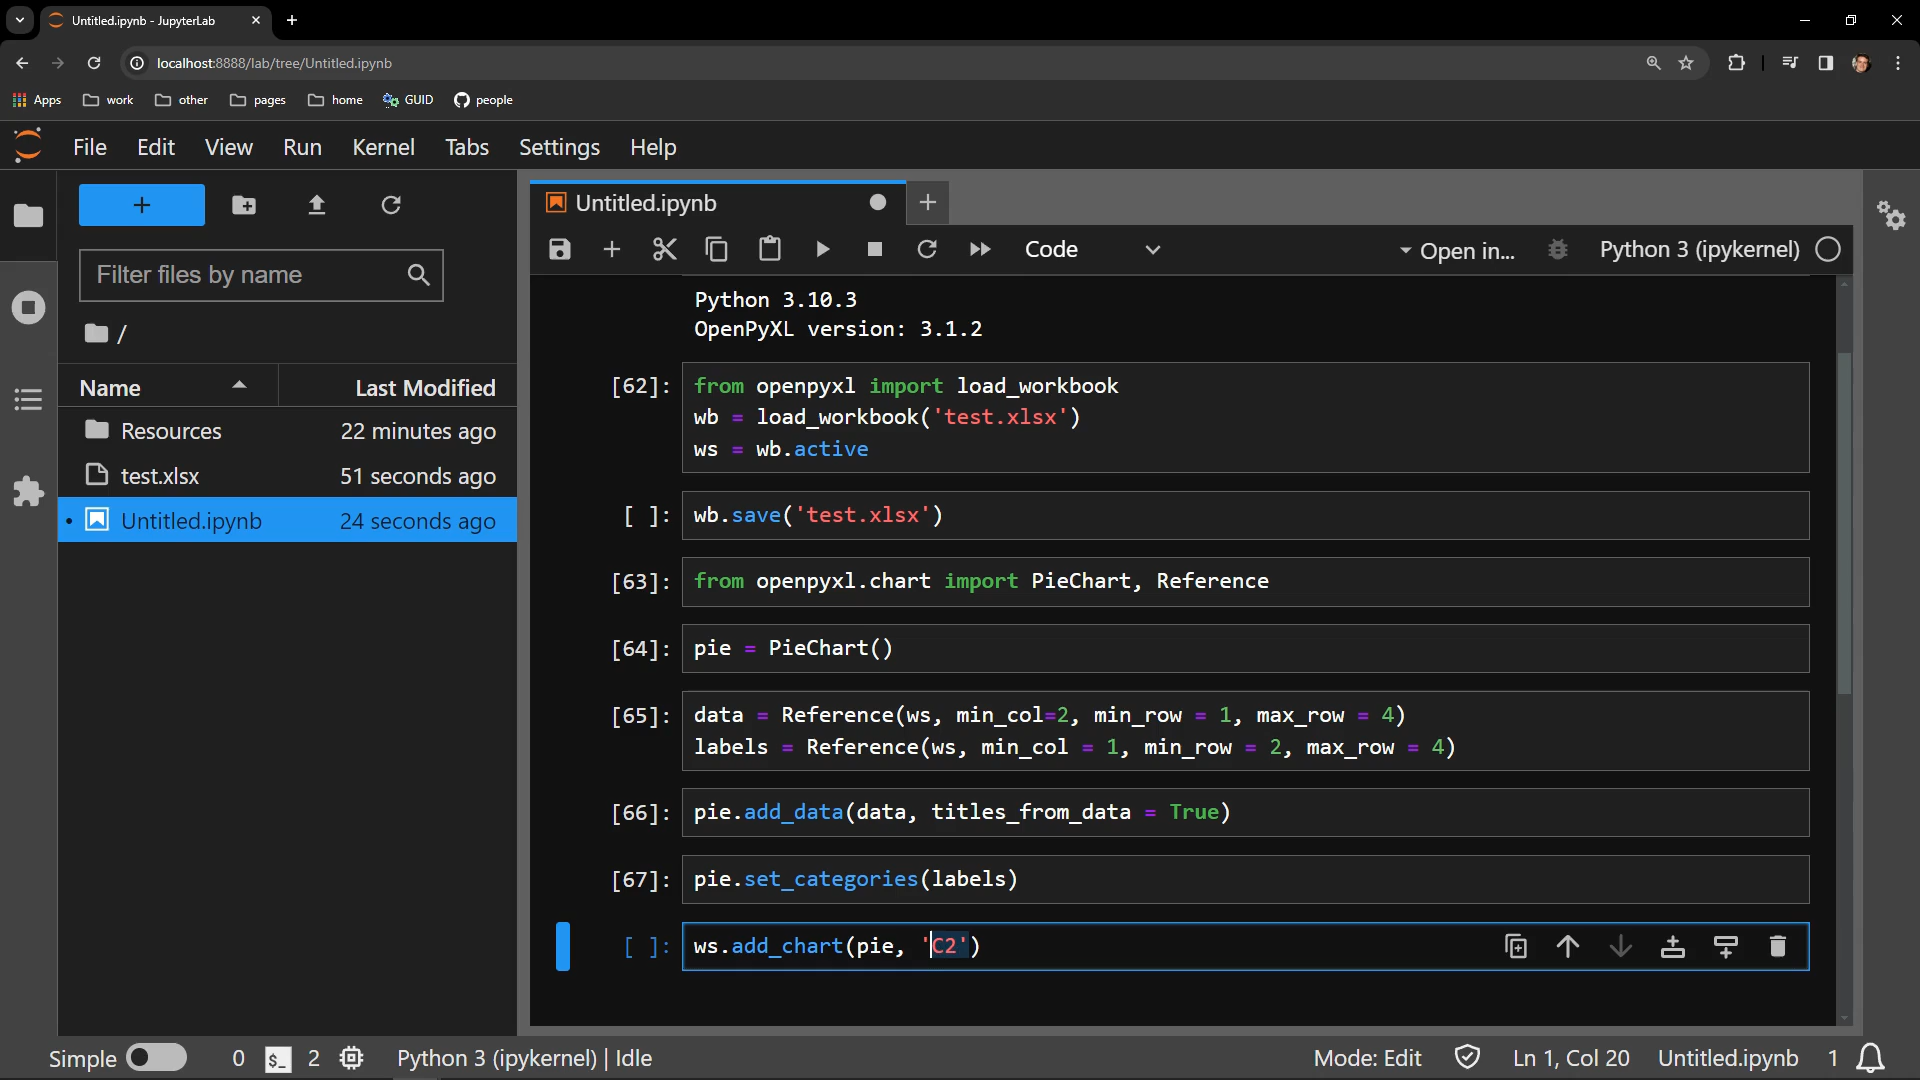 Untitled.ipynb - JupyterLab
localhost:8888/lab/tree/Untitled.ipynb
Apps work other pages home GUID people
File Edit View Run Kernel Tabs Settings Help
Filter files by name
/
Name Last Modified
Resources 22 minutes ago
test.xlsx 51 seconds ago
Untitled.ipynb 24 seconds ago
Untitled.ipynb
Code Open in... Python 3 (ipykernel)
Python 3.10.3
OpenPyXL version: 3.1.2
[62]: from openpyxl import load_workbook
wb = load_workbook('test.xlsx')
ws = wb.active
[ ]: wb.save('test.xlsx')
[63]: from openpyxl.chart import PieChart, Reference
[64]: pie = PieChart()
[65]: data = Reference(ws, min_col=2, min_row = 1, max_row = 4)
labels = Reference(ws, min_col = 1, min_row = 2, max_row = 4)
[66]: pie.add_data(data, titles_from_data = True)
[67]: pie.set_categories(labels)
[ ]: ws.add_chart(pie, 'C2')
Simple 0 $_ 2 Python 3 (ipykernel) | Idle Mode: Edit Ln 1, Col 20 Untitled.ipynb 1